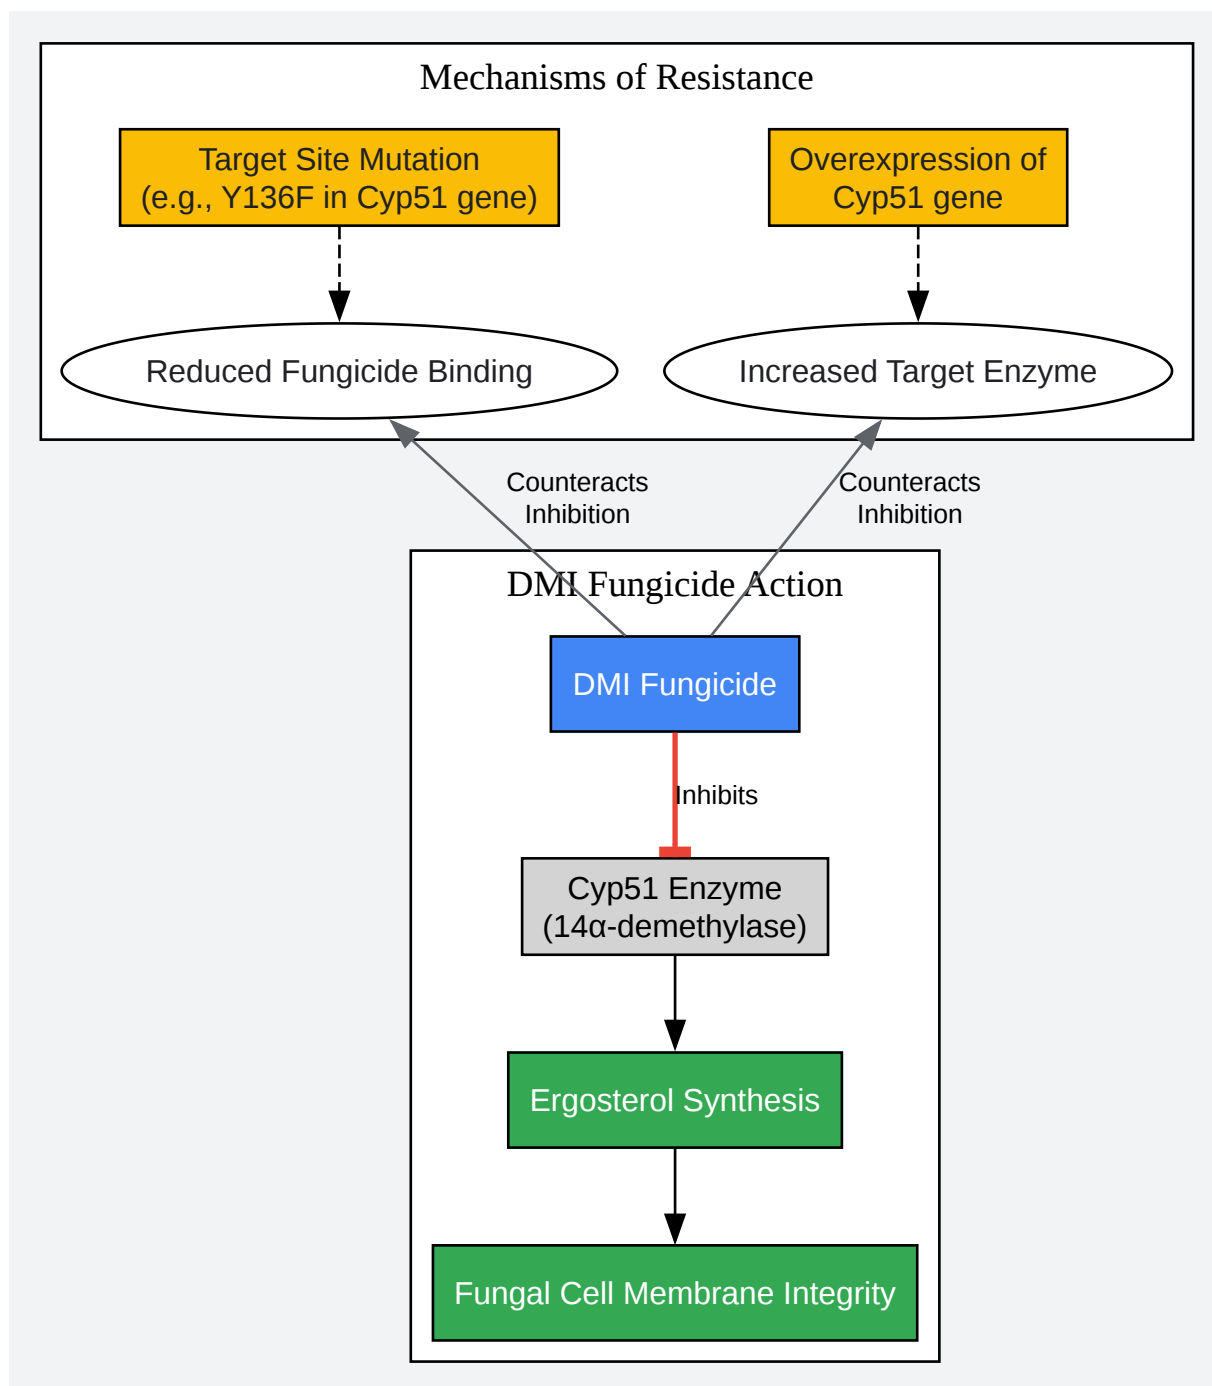 Mechanisms of Resistance
Target Site Mutation
(e.g., Y136F in Cyp51 gene)
Overexpression of
Cyp51 gene
Reduced Fungicide Binding
Increased Target Enzyme
Counteracts
Inhibition
Counteracts
Inhibition
DMI Fungicide Action
DMI Fungicide
Inhibits
Cyp51 Enzyme
(14α-demethylase)
Ergosterol Synthesis
Fungal Cell Membrane Integrity